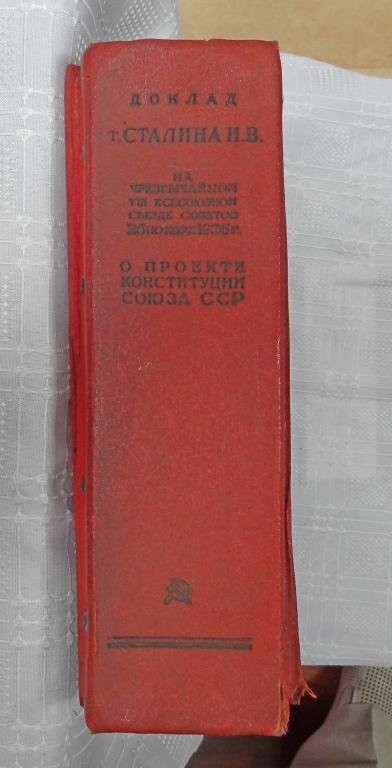 ДОКЛАД
т. СТАЛИНА И.В.
НА
ЧРЕЗВЫЧАЙНОМ
VIII ВСЕСОЮЗНОМ
СЪЕЗДЕ СОВЕТОВ
25 ноября 1936 г.
О ПРОЕКТЕ
КОНСТИТУЦИИ
СОЮЗА ССР